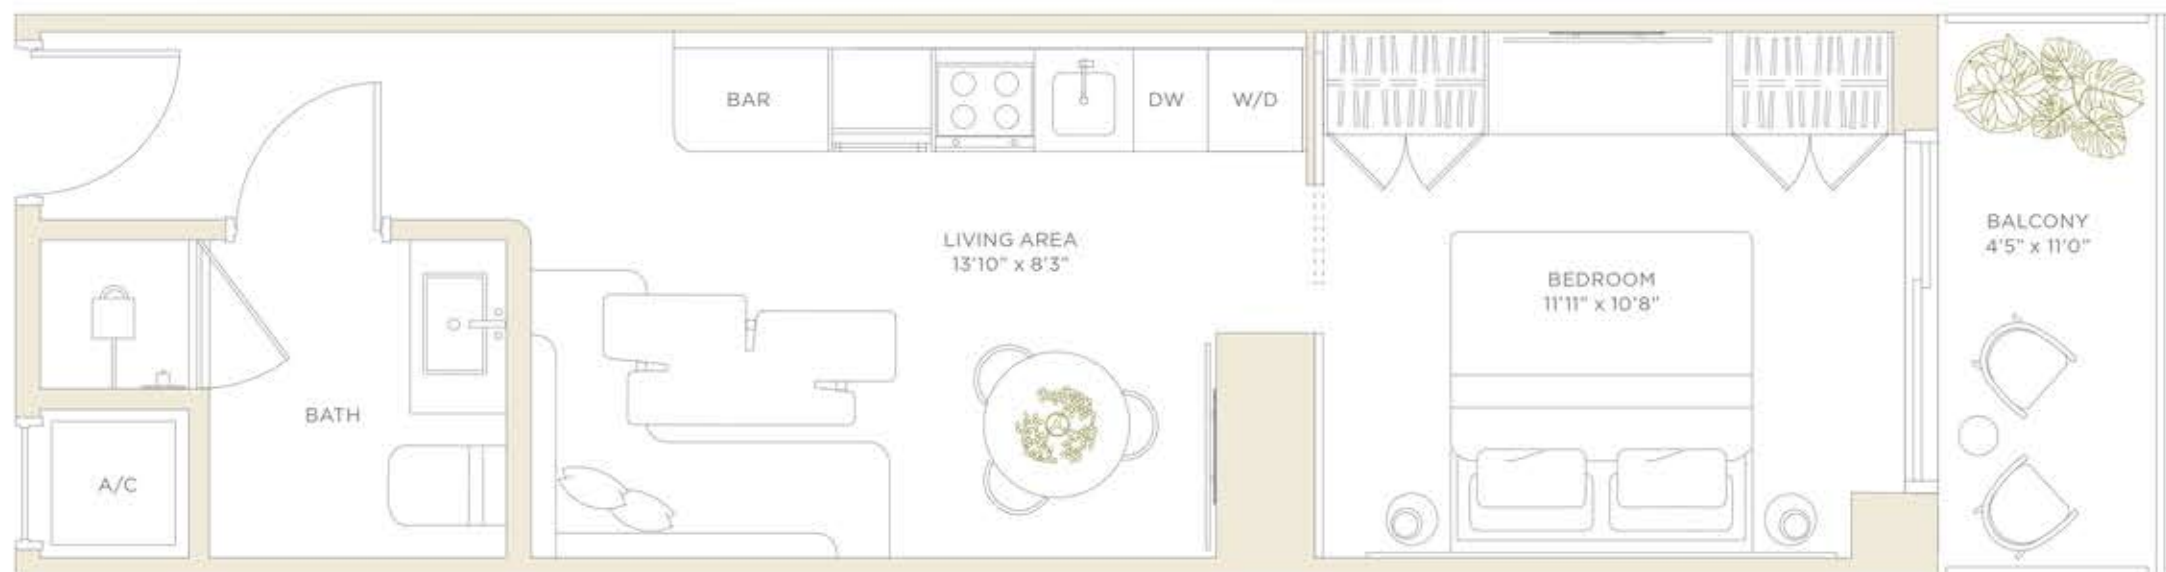 BAR
DW
W/D
LIVING AREA
13'10" x 8'3"
BEDROOM
11'11" x 10'8"
BALCONY
4'5" x 11'0"
BATH
A/C